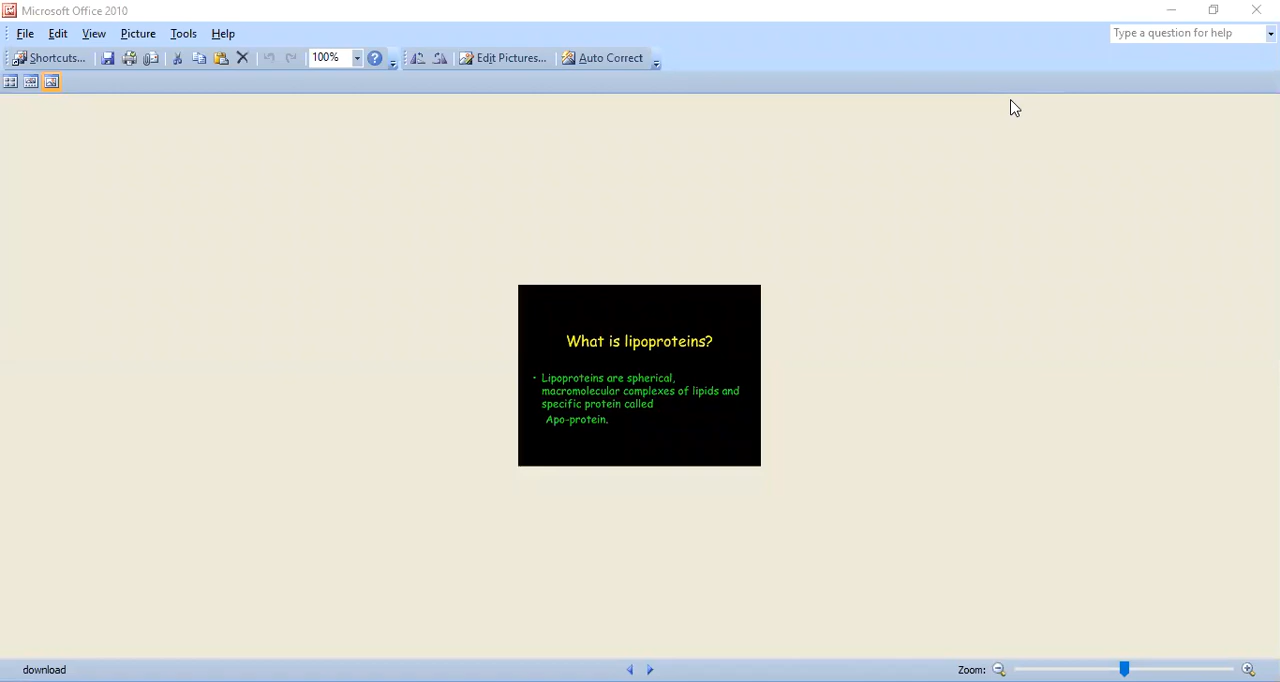 Microsoft Office 2010
File Edit View Picture Tools Help
Type a question for help
Shortcuts... 100% Edit Pictures... Auto Correct
What is lipoproteins?
• Lipoproteins are spherical,
macromolecular complexes of lipids and
specific protein called
Apo-protein.
download
Zoom: